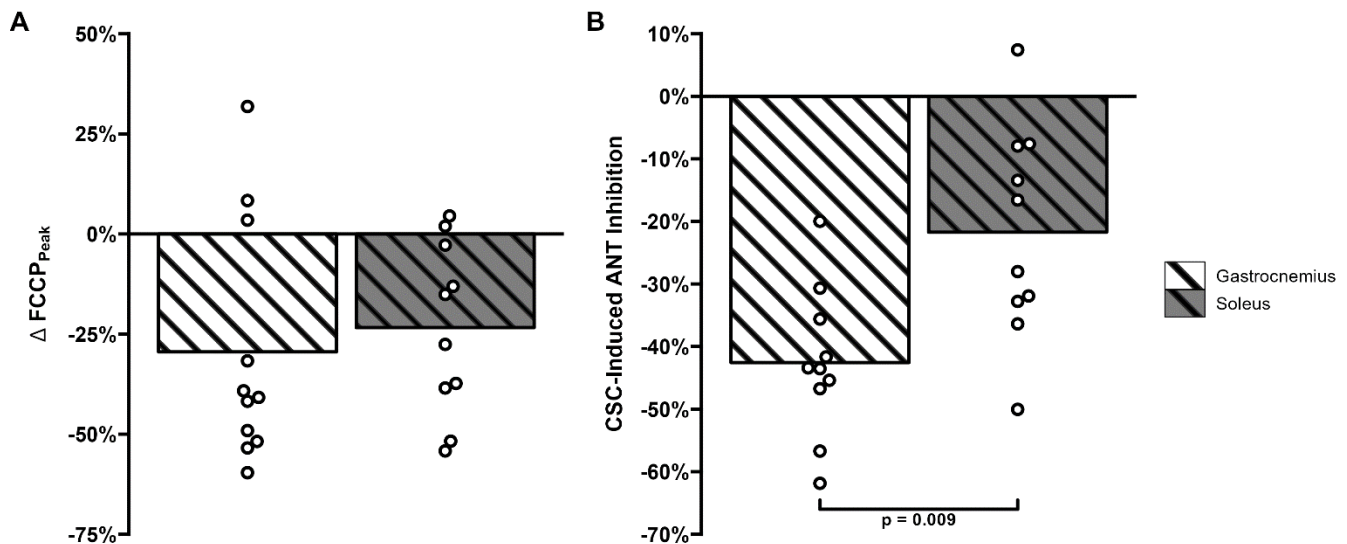 A
50%
25%
0%
-25%
-50%
-75%
Δ FCCPPeak
B
10%
0%
-10%
-20%
-30%
-40%
-50%
-60%
-70%
CSC-Induced ANT Inhibition
p = 0.009
Gastrocnemius
Soleus